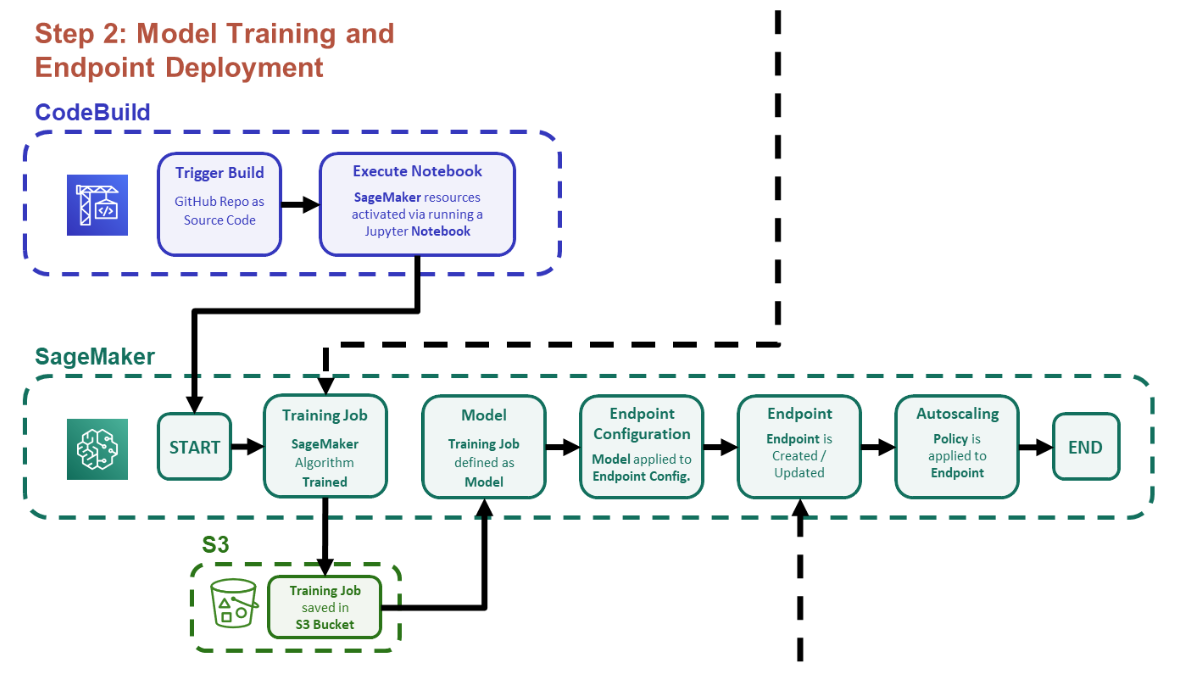 Step 2: Model Training and
Endpoint Deployment
CodeBuild
Trigger Build
GitHub Repo as
Source Code
Execute Notebook
SageMaker resources
activated via running a
Jupyter Notebook
SageMaker
START
Training Job
SageMaker
Algorithm
Trained
Model
Training Job
defined as
Model
Endpoint
Configuration
Model applied to
Endpoint Config.
Endpoint
Endpoint is
Created /
Updated
Autoscaling
Policy is
applied to
Endpoint
END
S3
Training Job
saved in
S3 Bucket